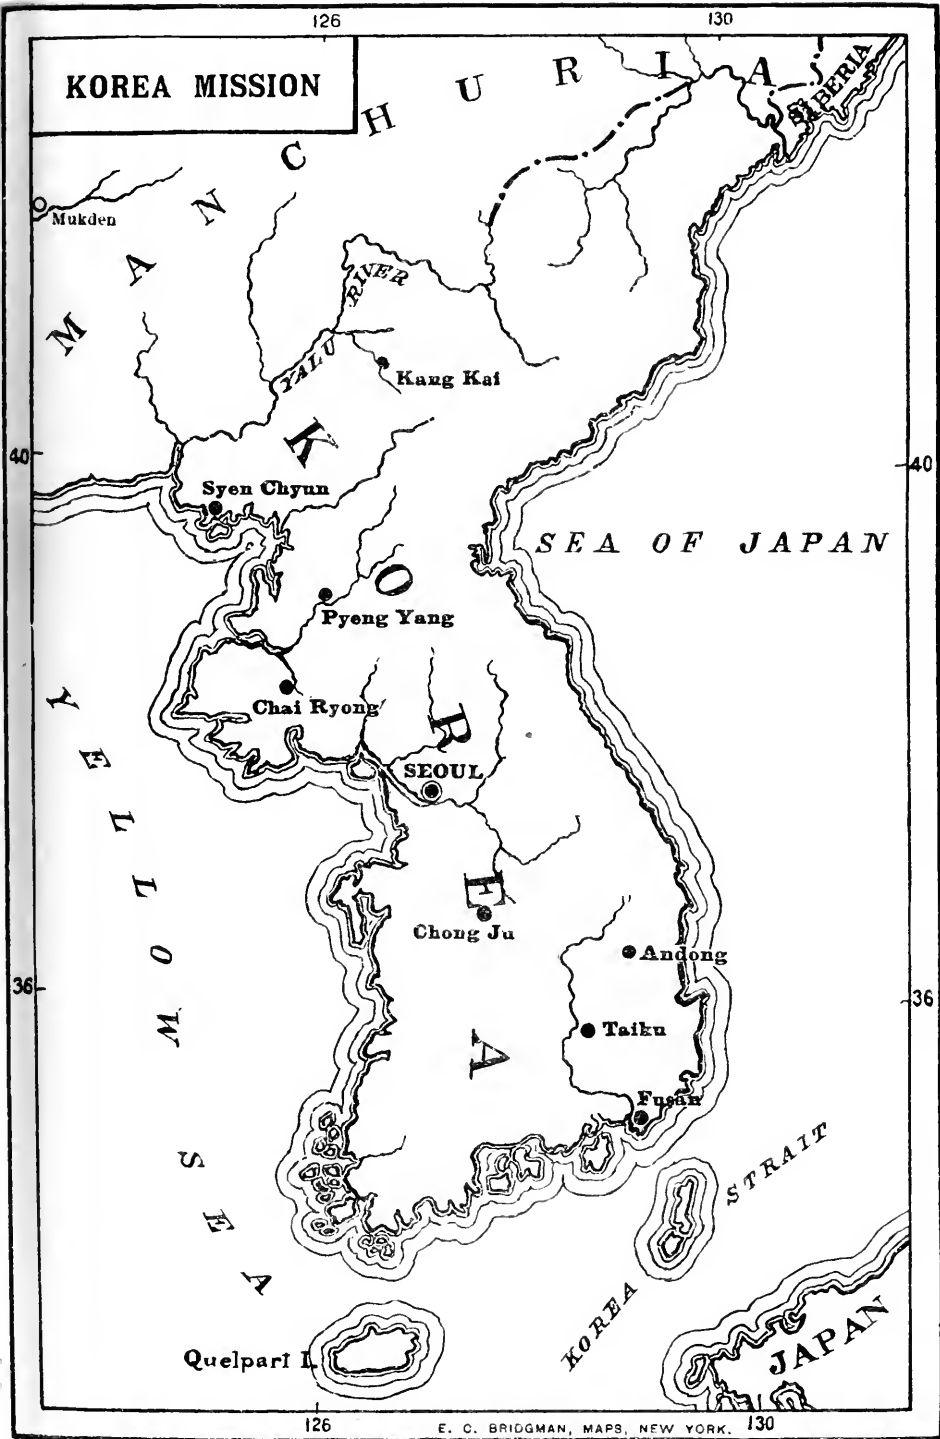 126
130
KOREA MISSION
MANCHURIA
SIBERIA
Mukden
YALU RIVER
Kang Kai
40
40
Syen Chyun
SEA OF JAPAN
KOREA
Pyeng Yang
Chai Ryong
YELLOW SEA
SEOUL
Chong Ju
Andong
36
36
Taiku
Fusan
KOREA STRAIT
JAPAN
Quelpart I.
126
130
E. C. BRIDGMAN, MAPS, NEW YORK.